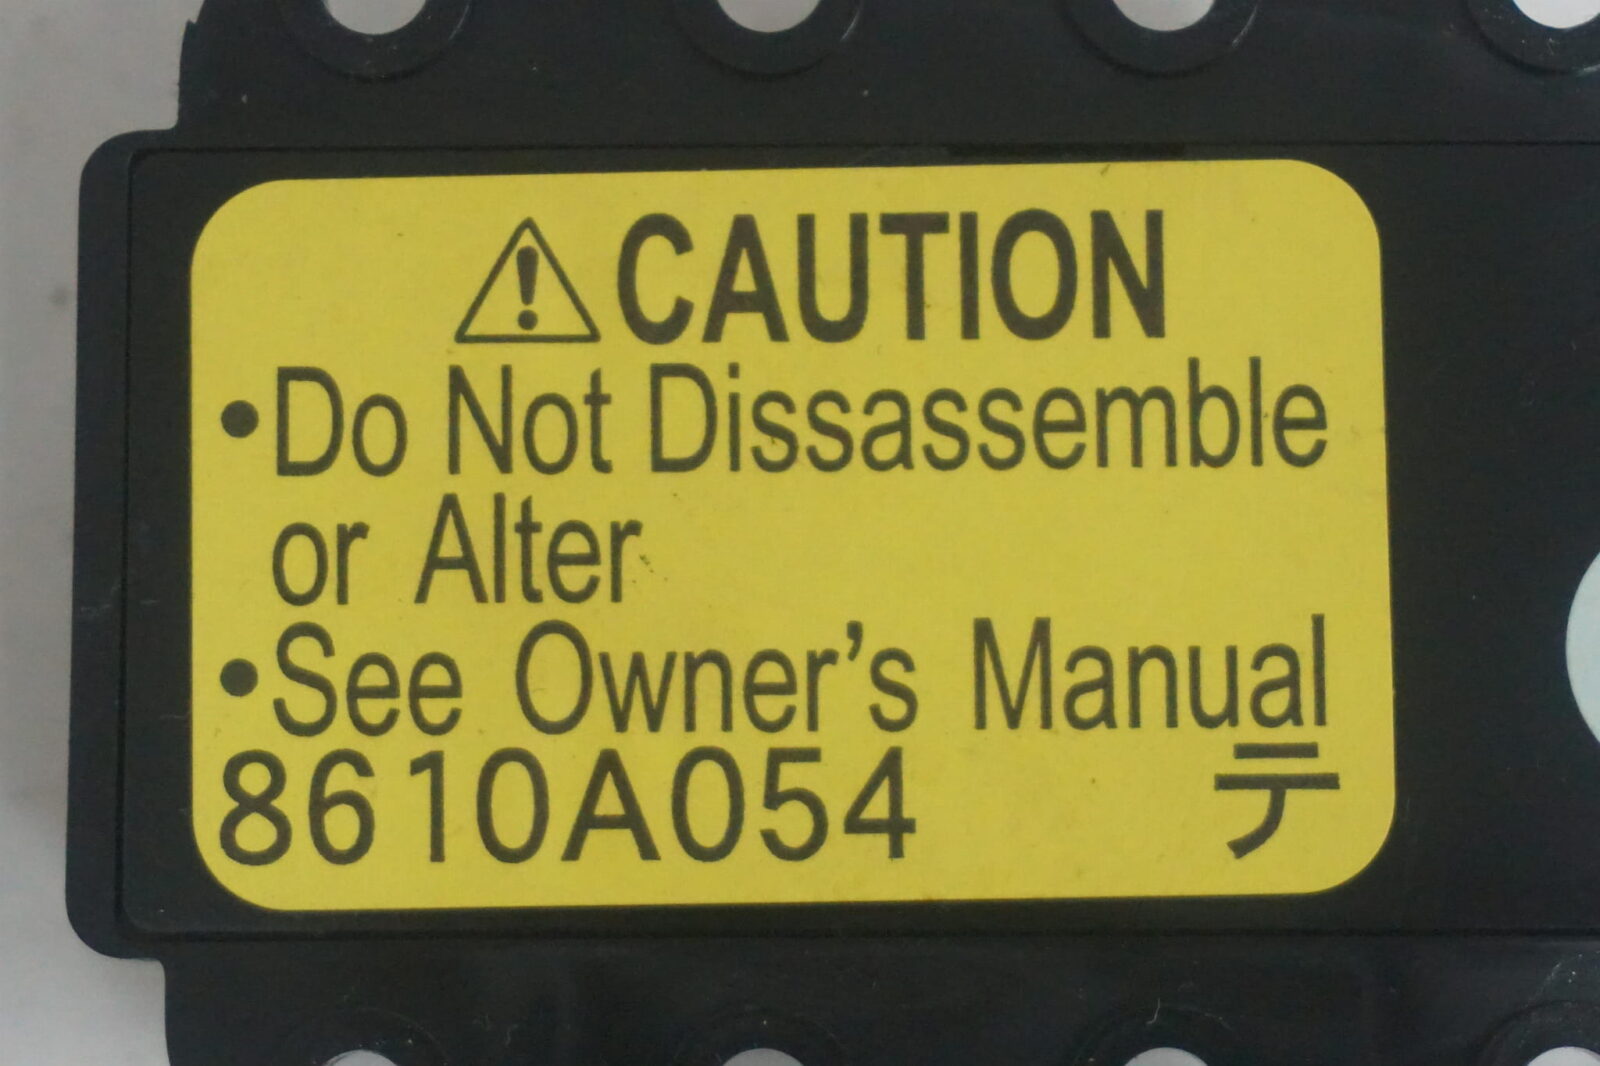 ⚠CAUTION
•Do Not Dissassemble
or Alter
•See Owner's Manual
8610A054 テ